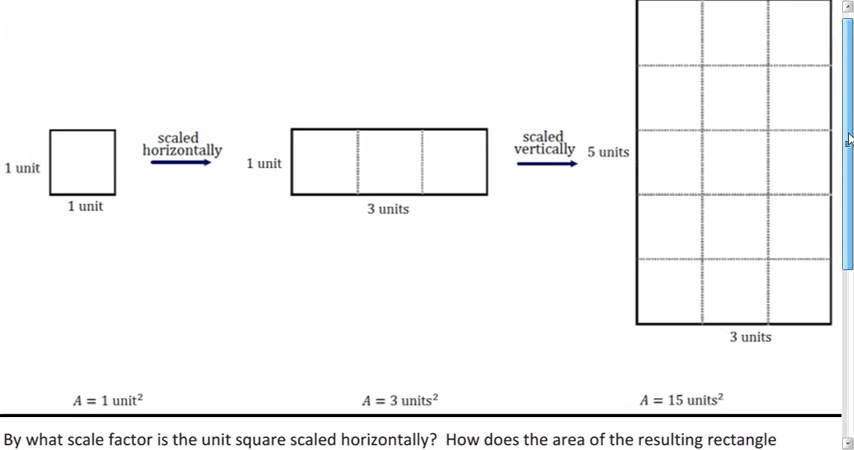 scaled
horizontally
1 unit
1 unit
1 unit
3 units
scaled
vertically
5 units
3 units
A = 1 unit²
A = 3 units²
A = 15 units²
By what scale factor is the unit square scaled horizontally? How does the area of the resulting rectangle